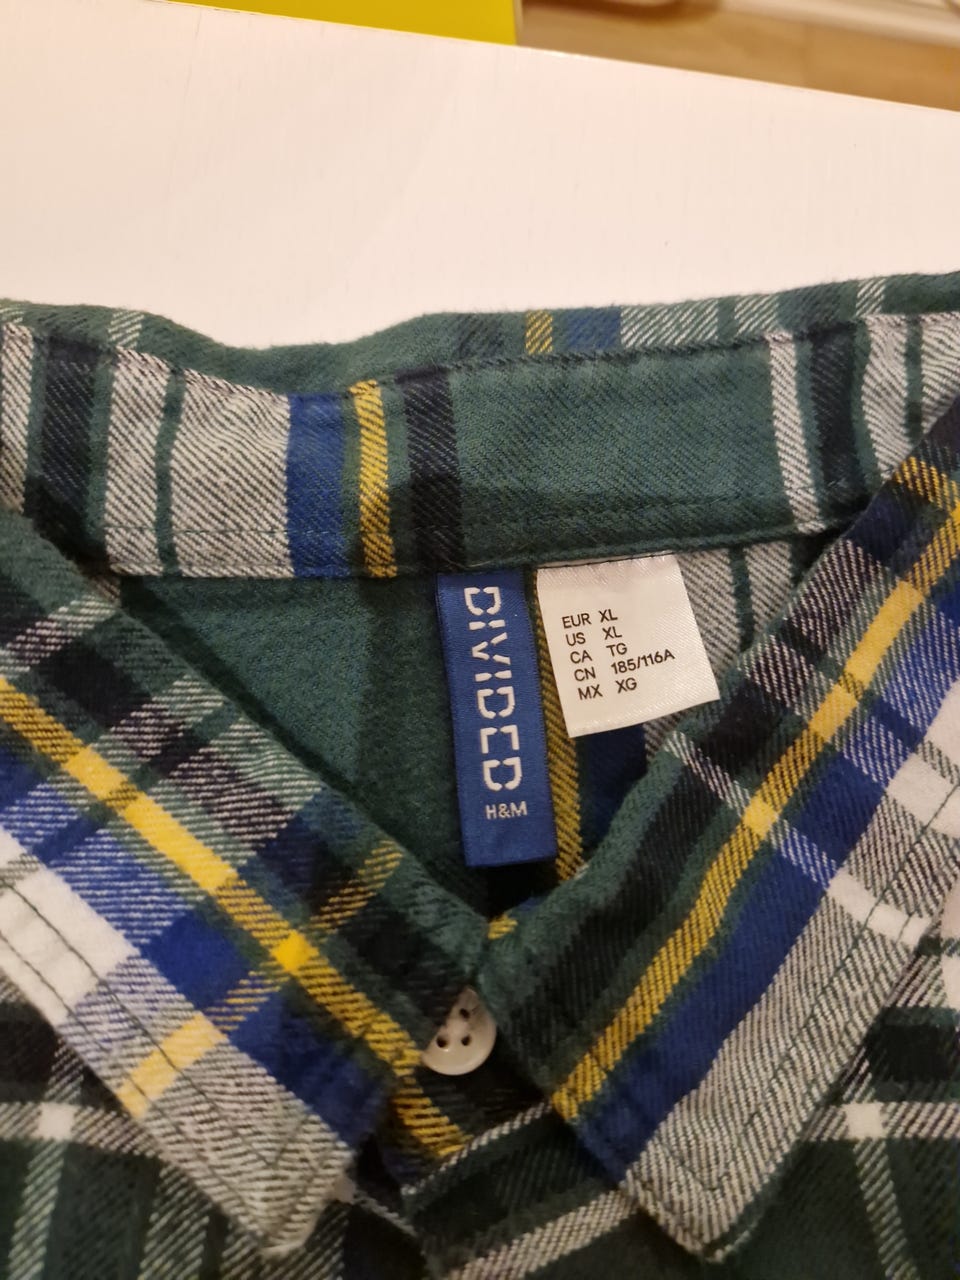 DIVIDED
H&M
EUR XL
US XL
CA TG
CN 185/116A
MX XG